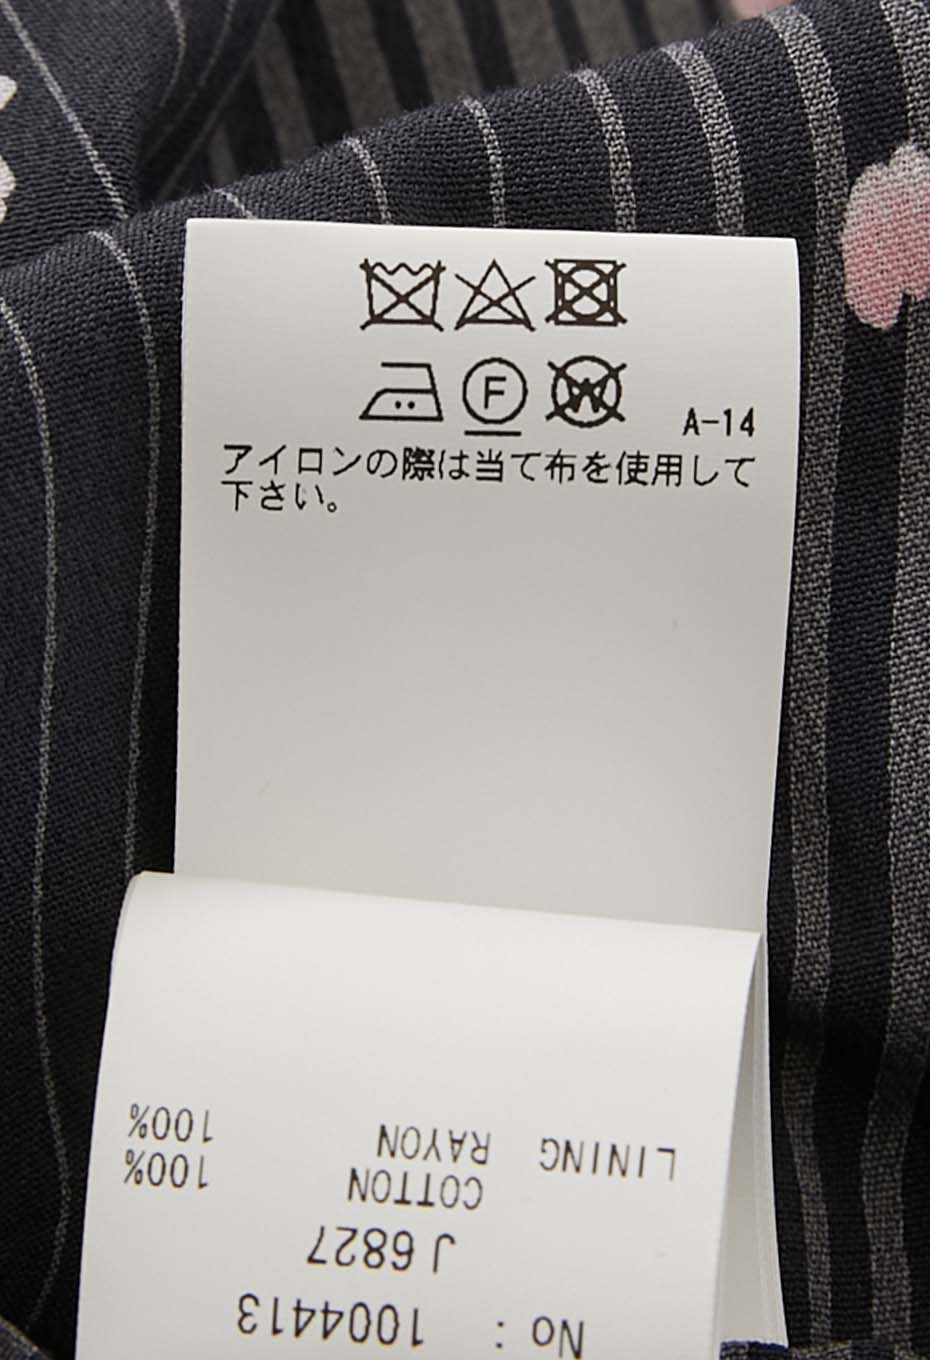 F
W
A-14
アイロンの際は当て布を使用して
下さい。
No : 1004413
J 6827
COTTON 100%
LINING RAYON 100%